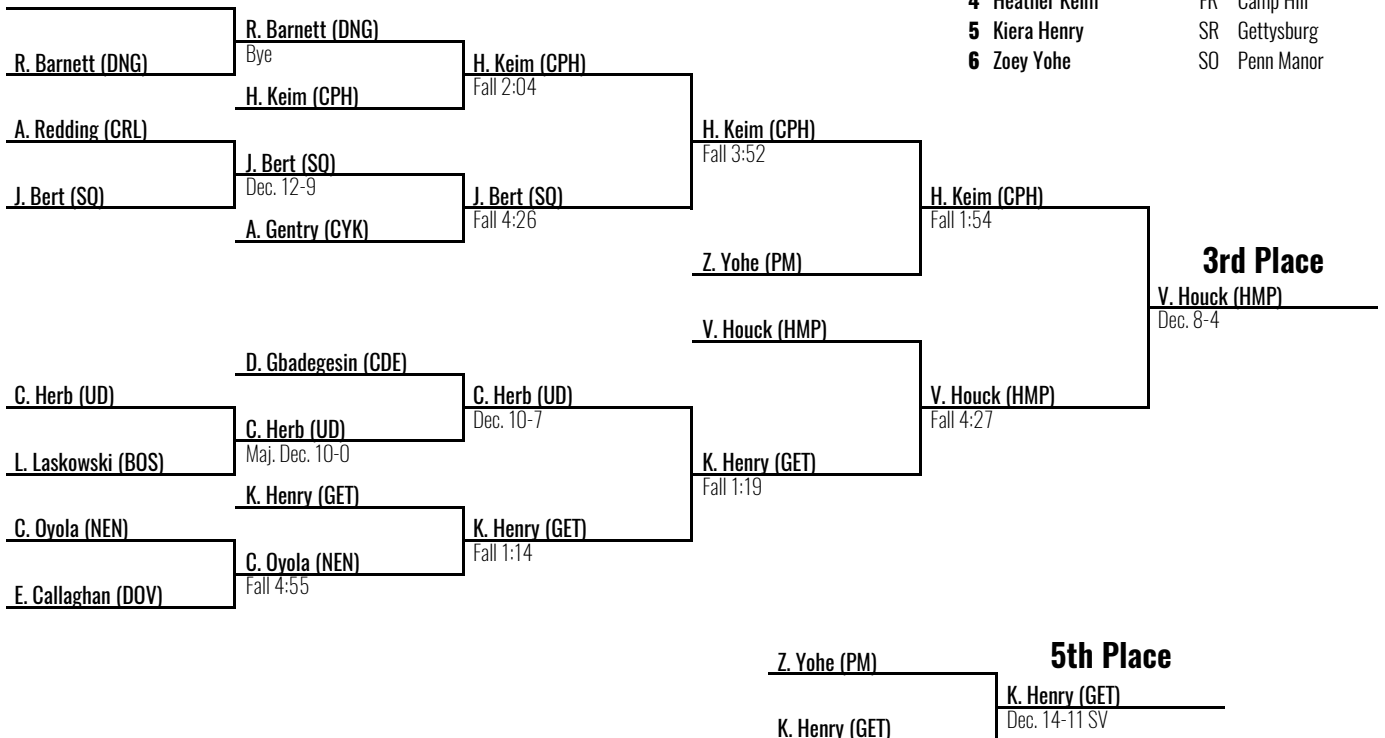 4 Heather Keim FR Camp Hill
5 Kiera Henry SR Gettysburg
6 Zoey Yohe SO Penn Manor
R. Barnett (DNG)
R. Barnett (DNG)
Bye
H. Keim (CPH)
H. Keim (CPH)
Fall 2:04
A. Redding (CRL)
J. Bert (SQ)
J. Bert (SQ)
Dec. 12-9
A. Gentry (CYK)
J. Bert (SQ)
Fall 4:26
H. Keim (CPH)
Fall 3:52
Z. Yohe (PM)
H. Keim (CPH)
Fall 1:54
3rd Place
V. Houck (HMP)
Dec. 8-4
V. Houck (HMP)
D. Gbadegesin (CDE)
C. Herb (UD)
L. Laskowski (BOS)
C. Herb (UD)
Maj. Dec. 10-0
C. Herb (UD)
Dec. 10-7
V. Houck (HMP)
Fall 4:27
K. Henry (GET)
Fall 1:19
K. Henry (GET)
C. Oyola (NEN)
E. Callaghan (DOV)
C. Oyola (NEN)
Fall 4:55
K. Henry (GET)
Fall 1:14
5th Place
Z. Yohe (PM)
K. Henry (GET)
K. Henry (GET)
Dec. 14-11 SV